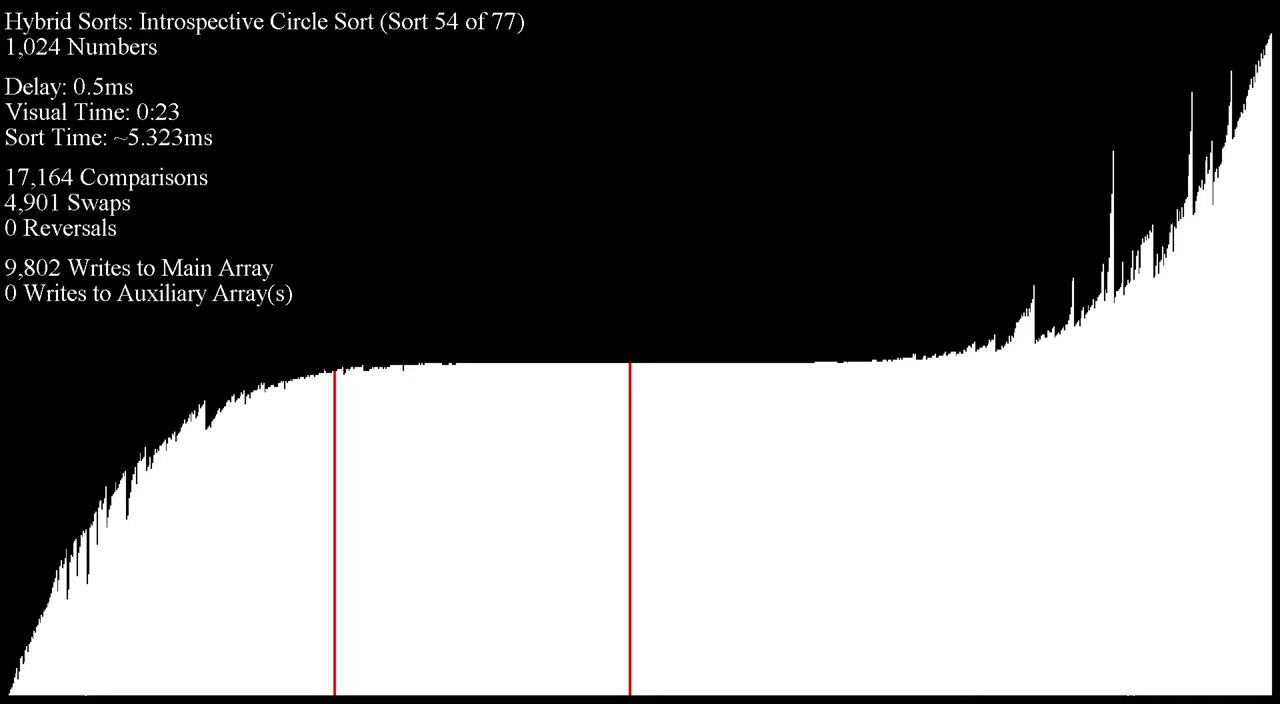 Hybrid Sorts: Introspective Circle Sort (Sort 54 of 77)
1,024 Numbers
Delay: 0.5ms
Visual Time: 0:23
Sort Time: ~5.323ms
17,164 Comparisons
4,901 Swaps
0 Reversals
9,802 Writes to Main Array
0 Writes to Auxiliary Array(s)